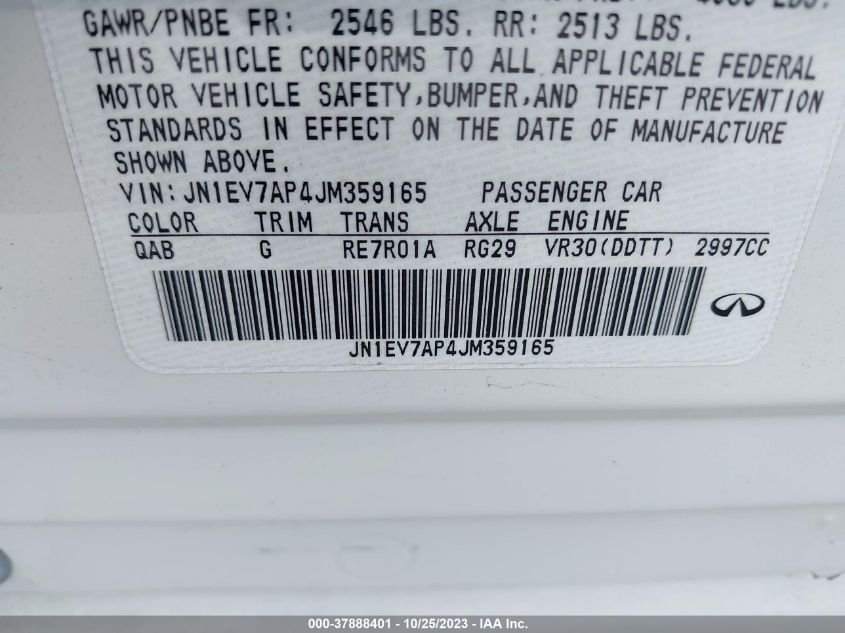 GAWR/PNBE FR: 2546 LBS. RR: 2513 LBS.
THIS VEHICLE CONFORMS TO ALL APPLICABLE FEDERAL
MOTOR VEHICLE SAFETY,BUMPER,AND THEFT PREVENTION
STANDARDS IN EFFECT ON THE DATE OF MANUFACTURE
SHOWN ABOVE.
VIN:JN1EV7AP4JM359165 PASSENGER CAR
COLOR TRIM TRANS AXLE ENGINE
QAB G RE7R01A RG29 VR30(DDTT) 2997CC
JN1EV7AP4JM359165
000-37888401 - 10/25/2023 - IAA Inc.